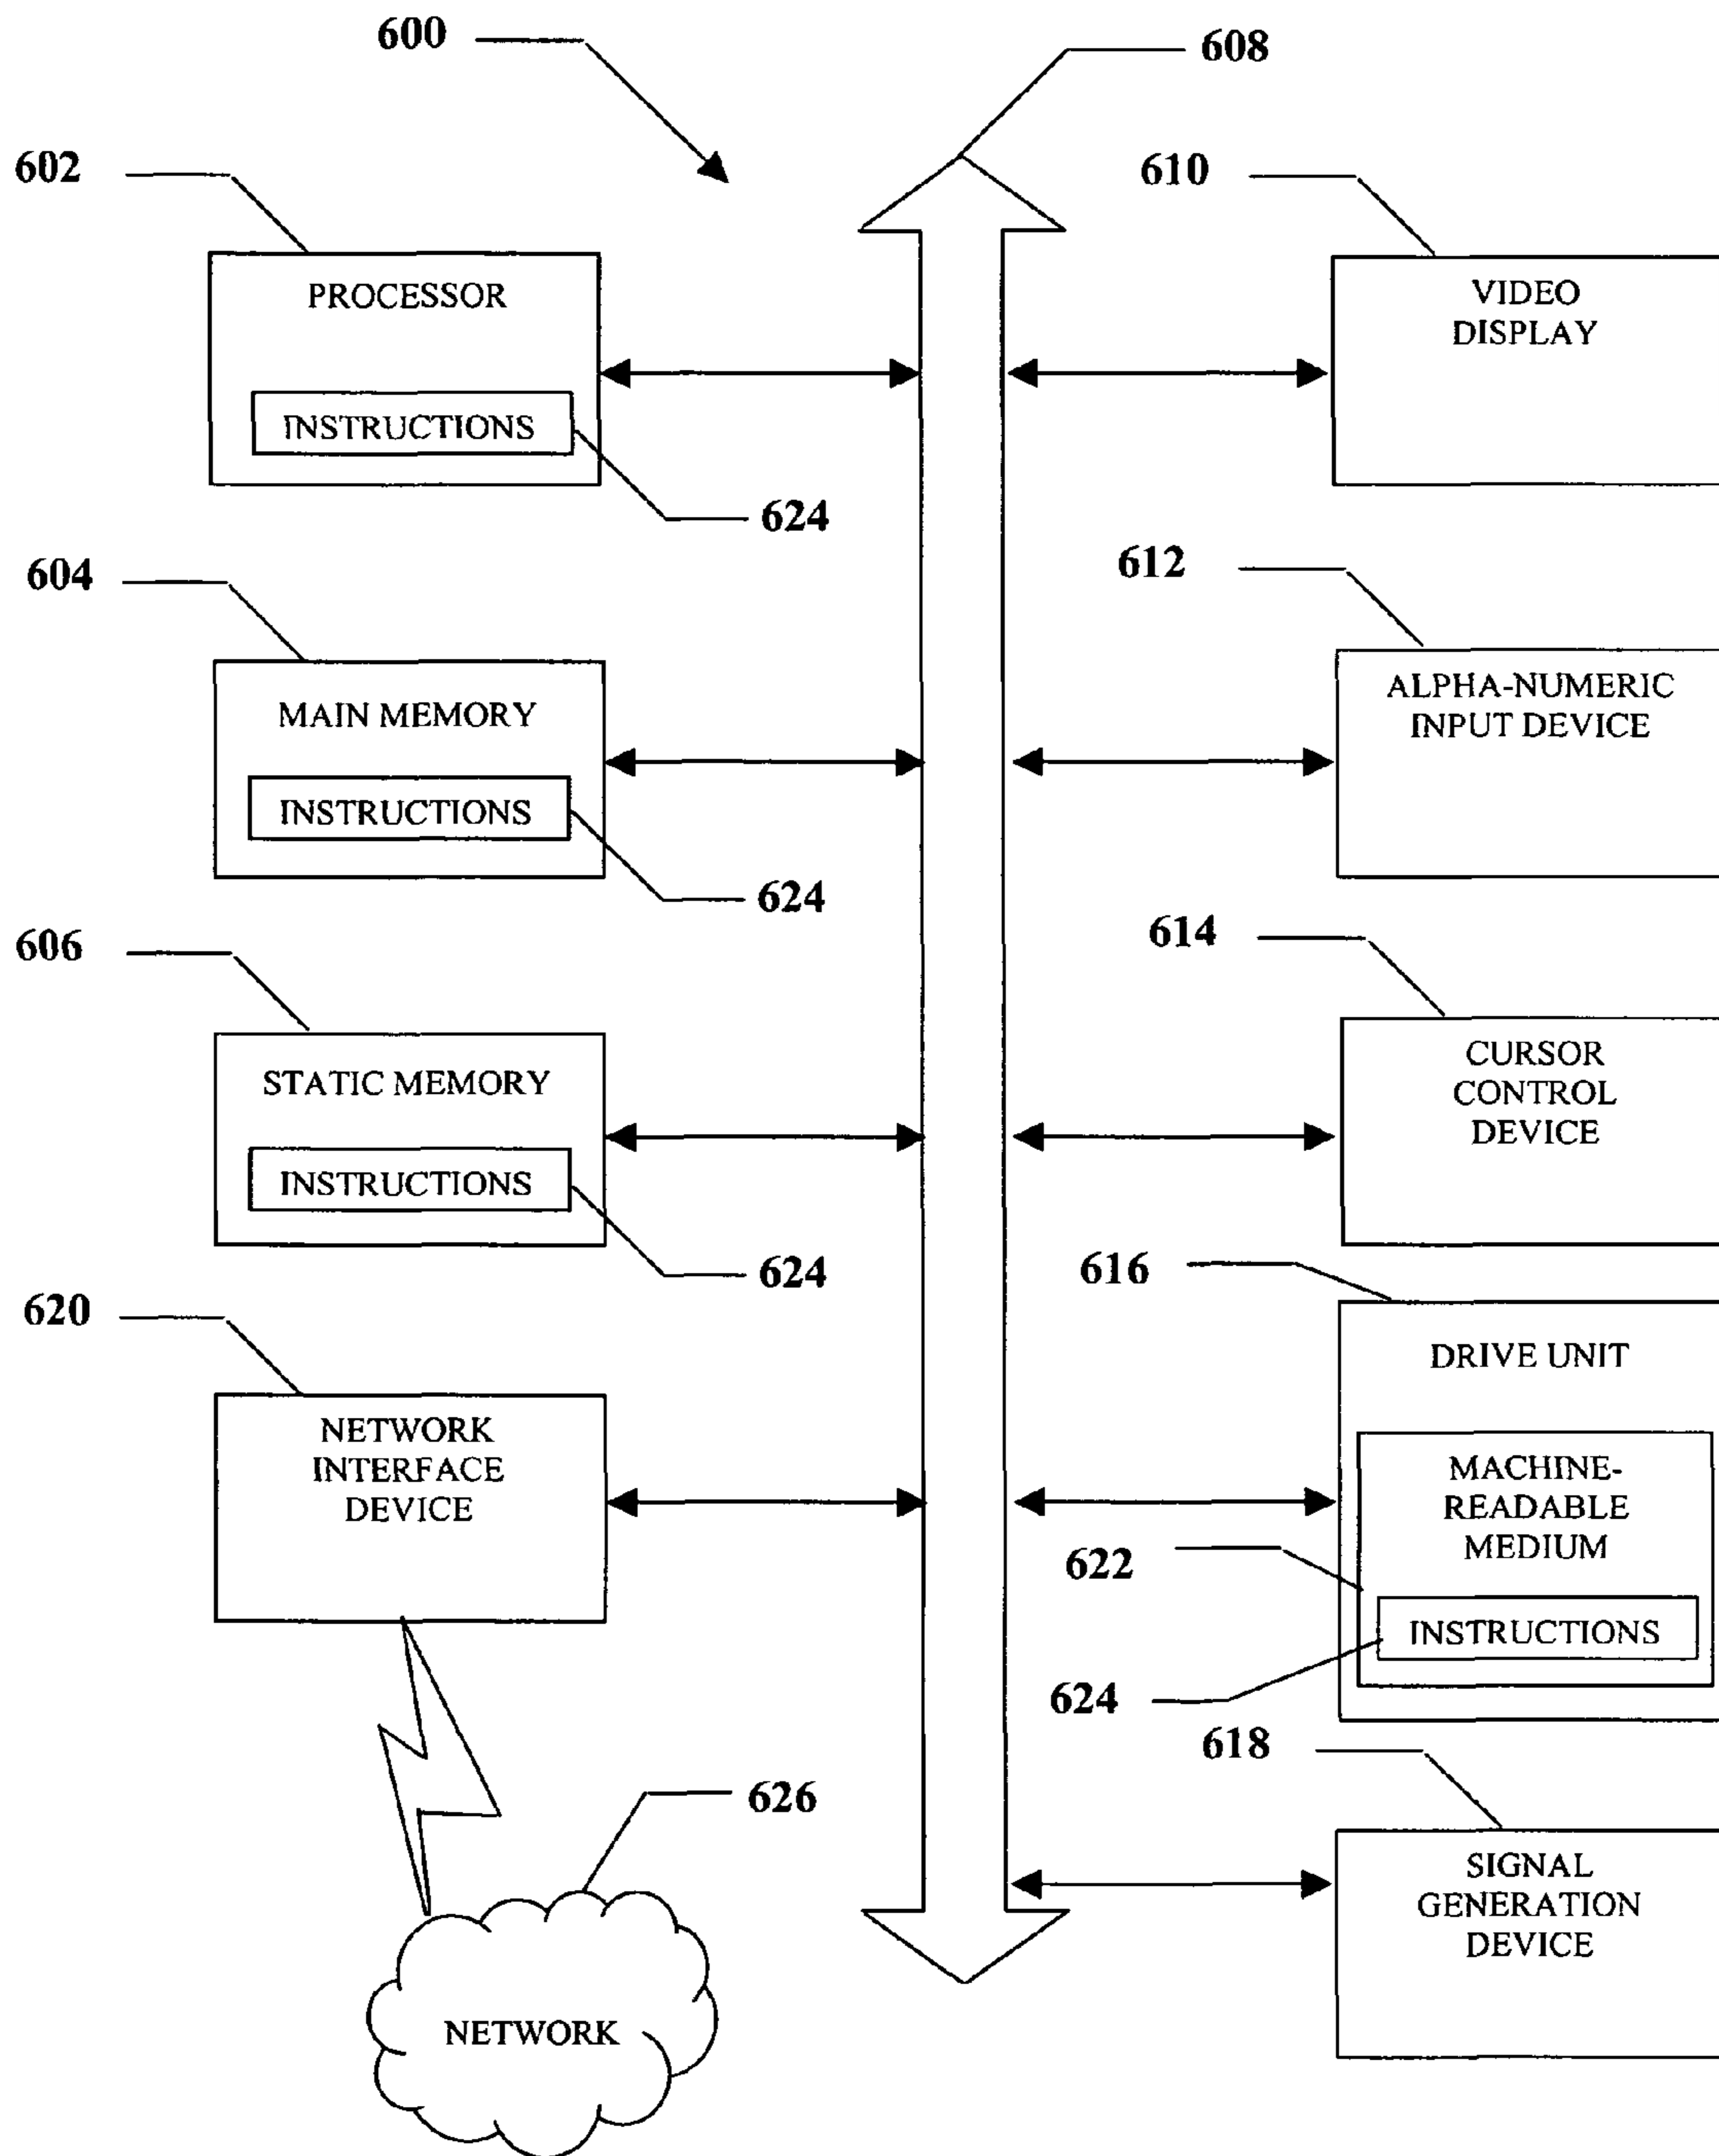 600
608
602
610
PROCESSOR
INSTRUCTIONS
624
VIDEO
DISPLAY
604
612
MAIN MEMORY
INSTRUCTIONS
624
ALPHA-NUMERIC
INPUT DEVICE
606
614
STATIC MEMORY
INSTRUCTIONS
624
CURSOR
CONTROL
DEVICE
620
616
NETWORK
INTERFACE
DEVICE
DRIVE UNIT
MACHINE-
READABLE
MEDIUM
622
INSTRUCTIONS
624
618
626
NETWORK
SIGNAL
GENERATION
DEVICE